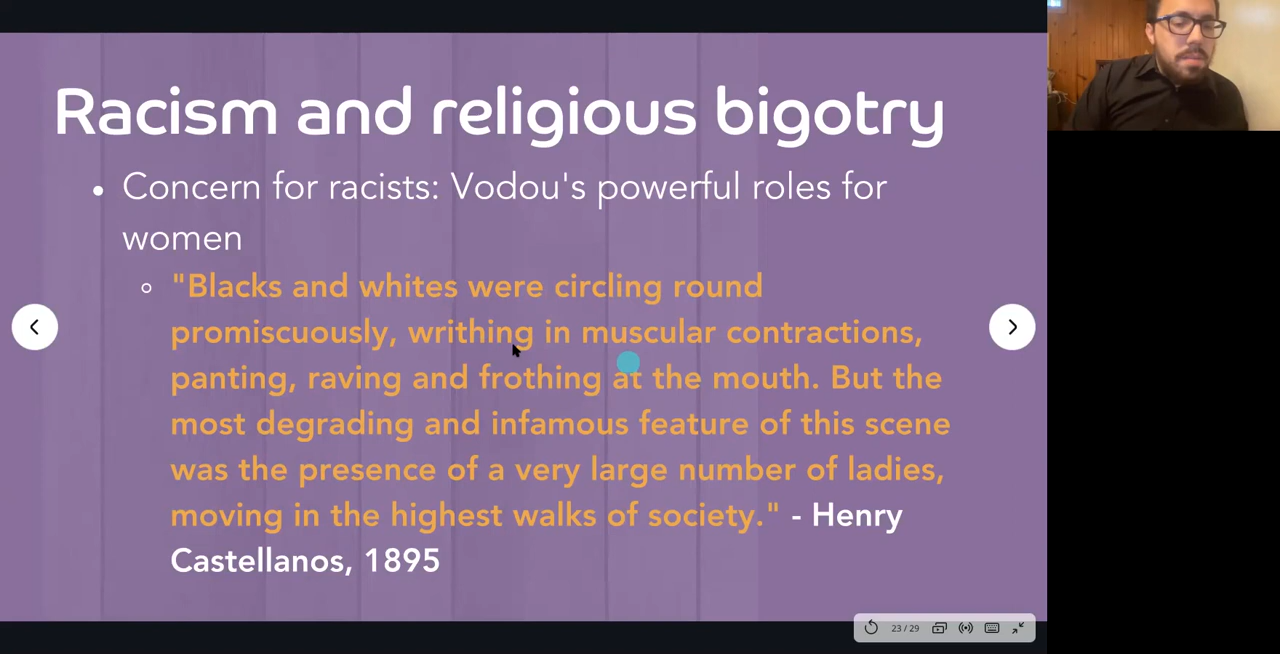 Racism and religious bigotry
• Concern for racists: Vodou's powerful roles for
women
◦ "Blacks and whites were circling round
promiscuously, writhing in muscular contractions,
panting, raving and frothing at the mouth. But the
most degrading and infamous feature of this scene
was the presence of a very large number of ladies,
moving in the highest walks of society." - Henry
Castellanos, 1895
23 / 29